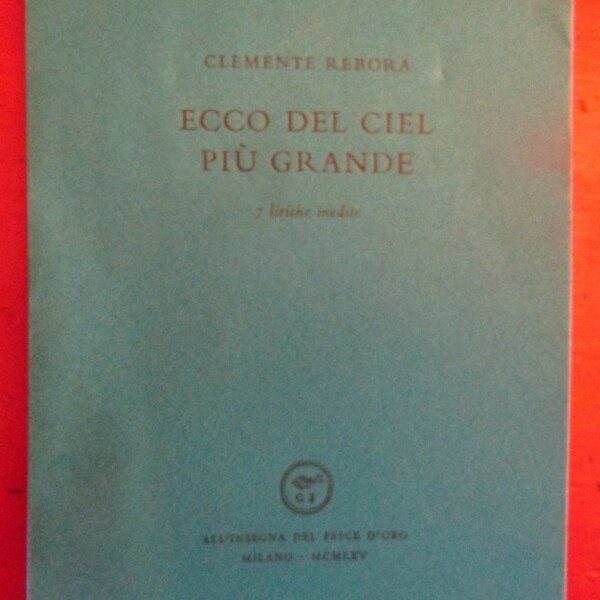 CLEMENTE REBORA
ECCO DEL CIEL
PIÙ GRANDE
7 liriche inedite
G S
ALL'INSEGNA DEL PESCE D'ORO
MILANO · MCMLXV